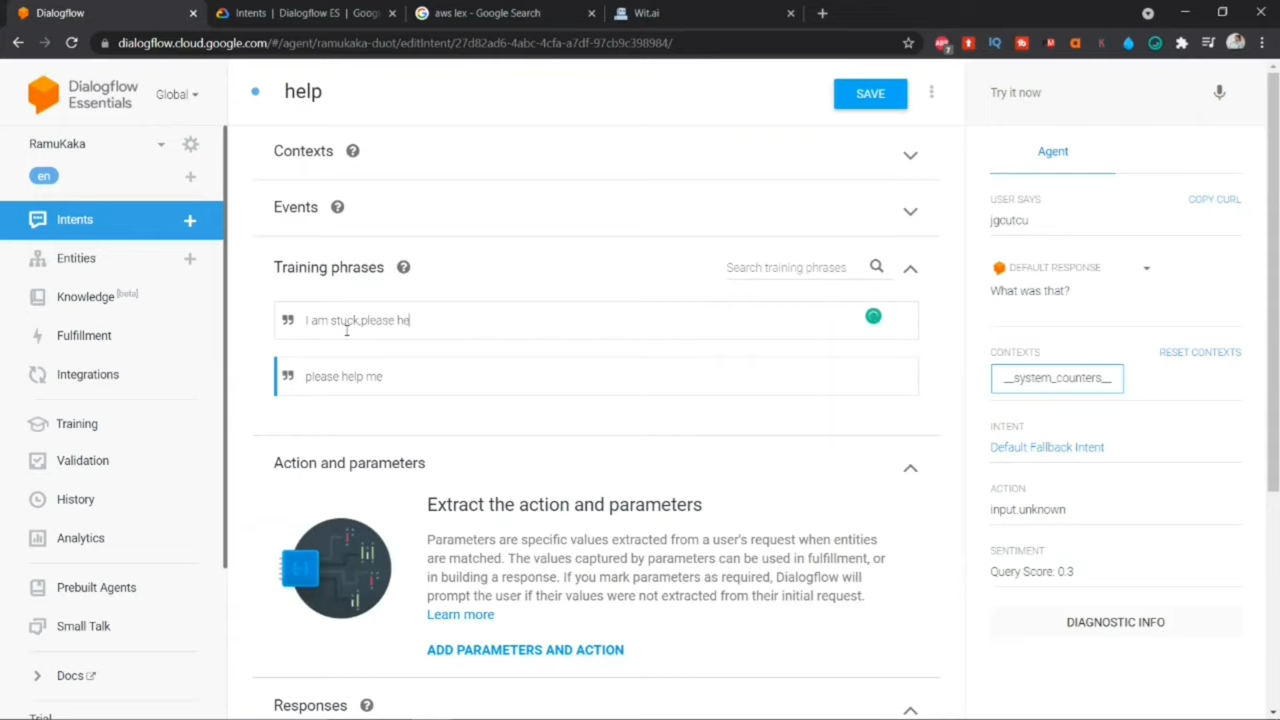 Dialogflow
Intents | Dialogflow ES | Goog
aws lex - Google Search
Wit.ai
dialogflow.cloud.google.com/#/agent/ramukaka-duot/editIntent/27d82ad6-4abc-4cfa-a7df-97cb9c398984/
Dialogflow
Essentials
Global
help
SAVE
Try it now
RamuKaka
en
Contexts
Agent
Intents
Events
USER SAYS
COPY CURL
jgcutcu
Entities
Training phrases
Search training phrases
DEFAULT RESPONSE
What was that?
Knowledge [beta]
I am stuck,please he
Fulfillment
CONTEXTS
RESET CONTEXTS
__system_counters__
Integrations
please help me
Training
INTENT
Default Fallback Intent
Validation
Action and parameters
ACTION
input.unknown
History
Extract the action and parameters
Analytics
Parameters are specific values extracted from a user's request when entities
are matched. The values captured by parameters can be used in fulfillment, or
in building a response. If you mark parameters as required, Dialogflow will
prompt the user if their values were not extracted from their initial request.
Learn more
SENTIMENT
Query Score: 0.3
Prebuilt Agents
Small Talk
DIAGNOSTIC INFO
ADD PARAMETERS AND ACTION
Docs
Responses
Trial